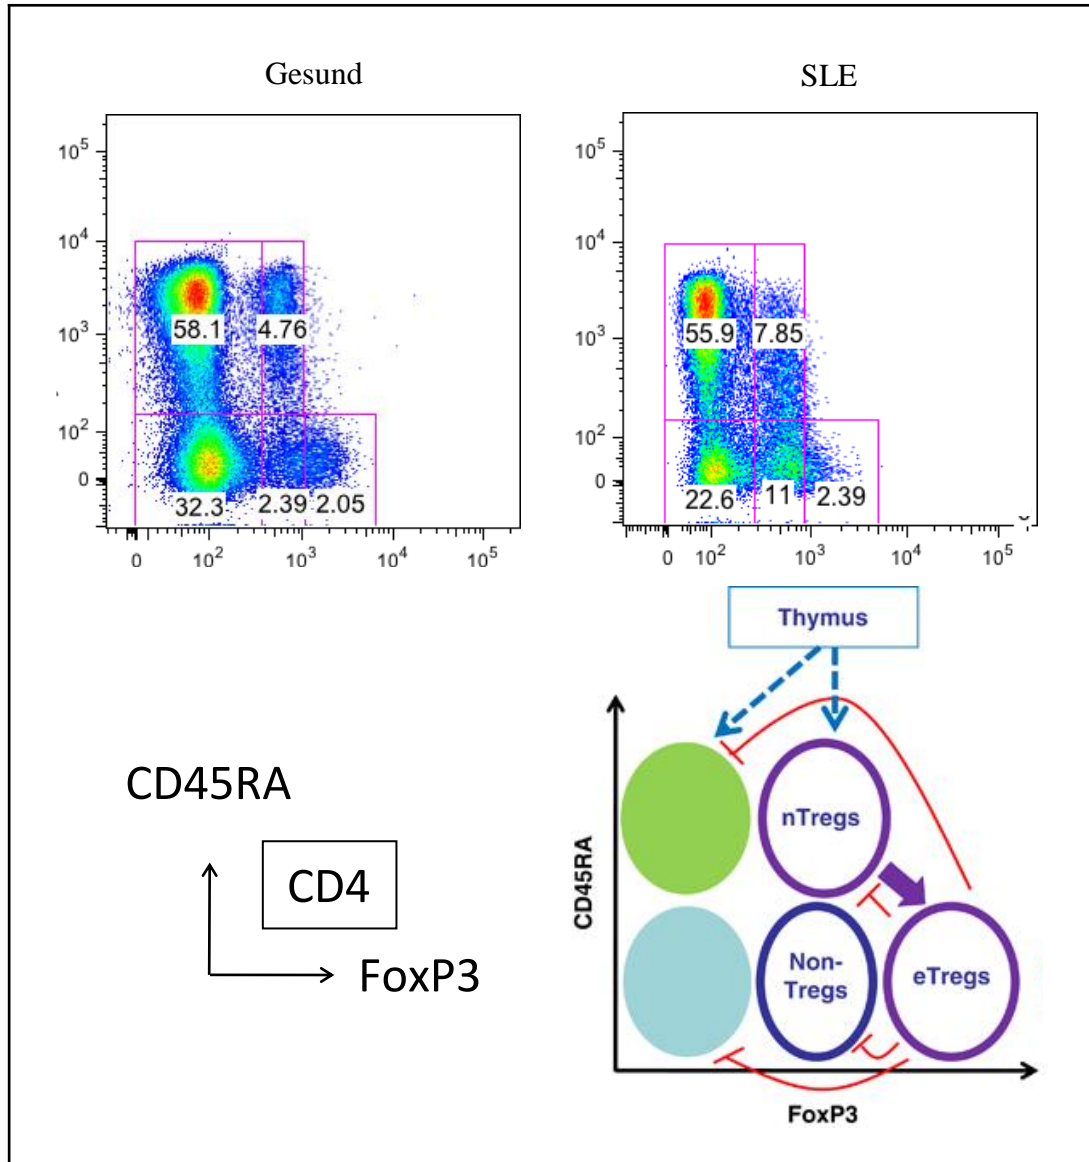 Gesund
SLE
10^5
10^4
10^3
10^2
0
58.1
4.76
32.3
2.39
2.05
0
10^2
10^3
10^4
10^5
10^5
10^4
10^3
10^2
0
55.9
7.85
22.6
11
2.39
0
10^2
10^3
10^4
10^5
CD45RA
CD4
FoxP3
Thymus
CD45RA
nTregs
Non-
Tregs
eTregs
FoxP3